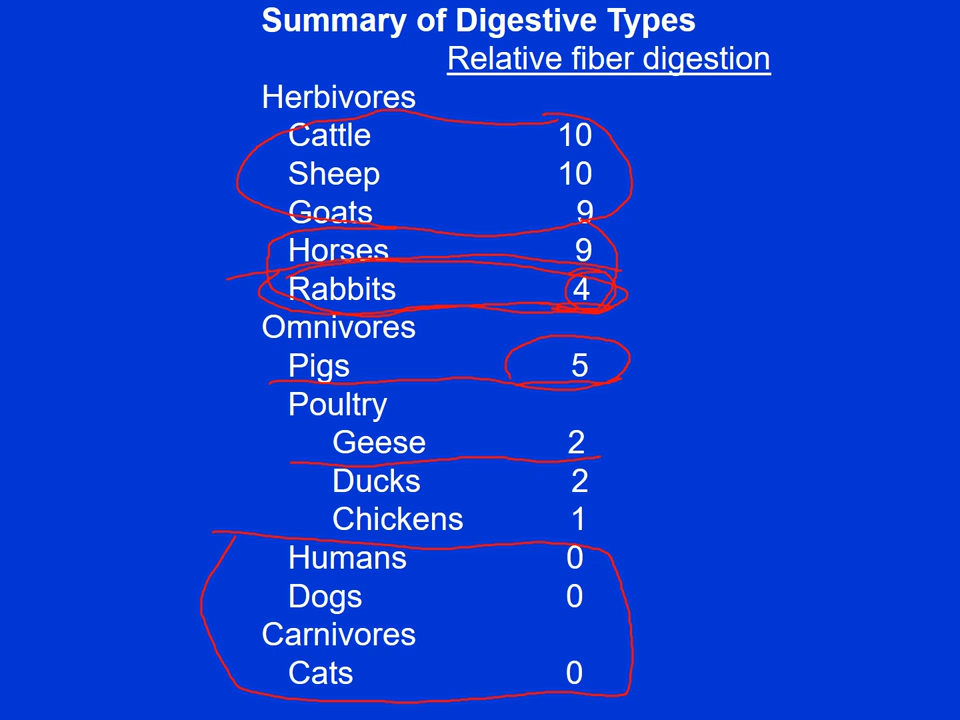 Summary of Digestive Types
Relative fiber digestion
Herbivores
Cattle 10
Sheep 10
Goats 9
Horses 9
Rabbits 4
Omnivores
Pigs 5
Poultry
Geese 2
Ducks 2
Chickens 1
Humans 0
Dogs 0
Carnivores
Cats 0